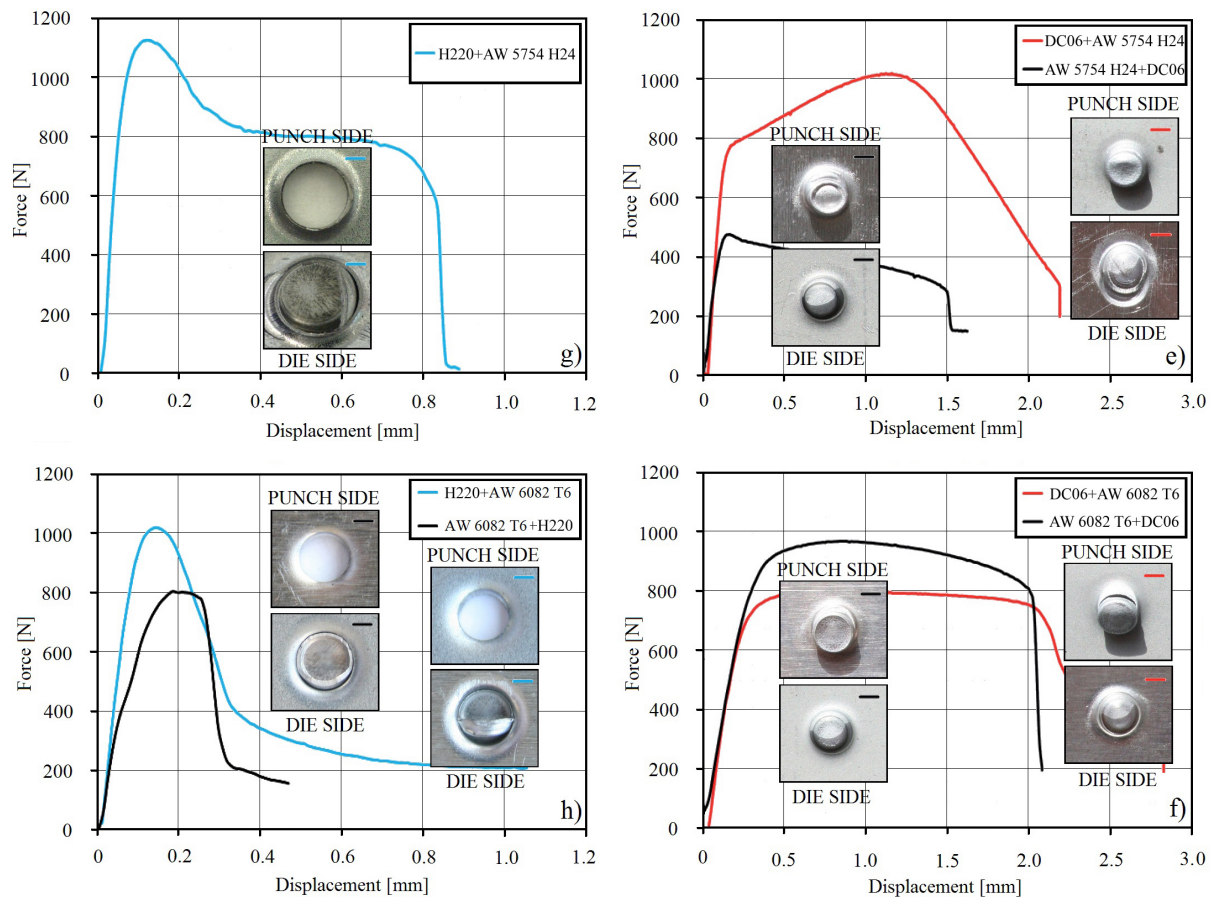 1200
1000
800
600
400
200
0
Force [N]
H220+AW 5754 H24
PUNCH SIDE
DIE SIDE
g)
0 0.2 0.4 0.6 0.8 1.0 1.2
Displacement [mm]
1200
1000
800
600
400
200
0
Force [N]
DC06+AW 5754 H24
AW 5754 H24+DC06
PUNCH SIDE
PUNCH SIDE
DIE SIDE
DIE SIDE
e)
0 0.5 1.0 1.5 2.0 2.5 3.0
Displacement [mm]
1200
1000
800
600
400
200
0
Force [N]
H220+AW 6082 T6
AW 6082 T6+H220
PUNCH SIDE
PUNCH SIDE
DIE SIDE
DIE SIDE
h)
0 0.2 0.4 0.6 0.8 1.0 1.2
Displacement [mm]
1200
1000
800
600
400
200
0
Force [N]
DC06+AW 6082 T6
AW 6082 T6+DC06
PUNCH SIDE
PUNCH SIDE
DIE SIDE
DIE SIDE
f)
0 0.5 1.0 1.5 2.0 2.5 3.0
Displacement [mm]